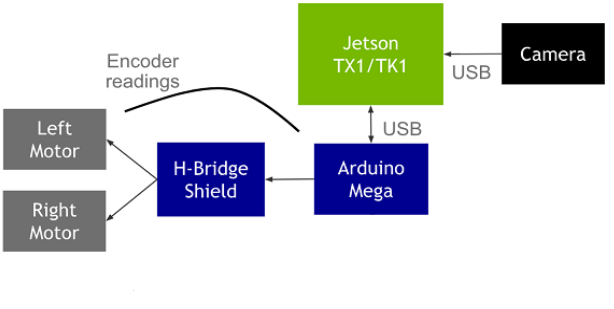 Jetson
TX1/TK1
Camera
USB
Encoder
readings
USB
Left
Motor
H-Bridge
Shield
Arduino
Mega
Right
Motor